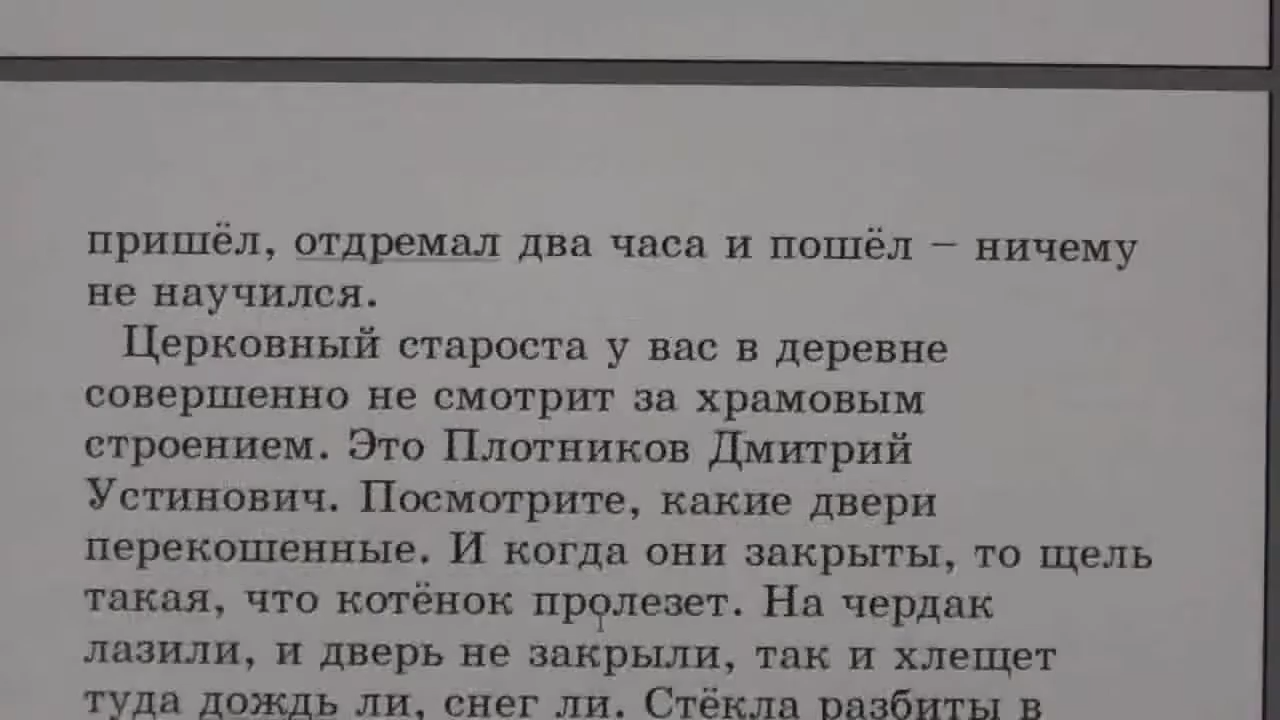 пришёл, отдремал два часа и пошёл – ничему
не научился.
Церковный староста у вас в деревне
совершенно не смотрит за храмовым
строением. Это Плотников Дмитрий
Устинович. Посмотрите, какие двери
перекошенные. И когда они закрыты, то щель
такая, что котёнок пролезет. На чердак
лазили, и дверь не закрыли, так и хлещет
туда дождь ли, снег ли. Стёкла разбиты в